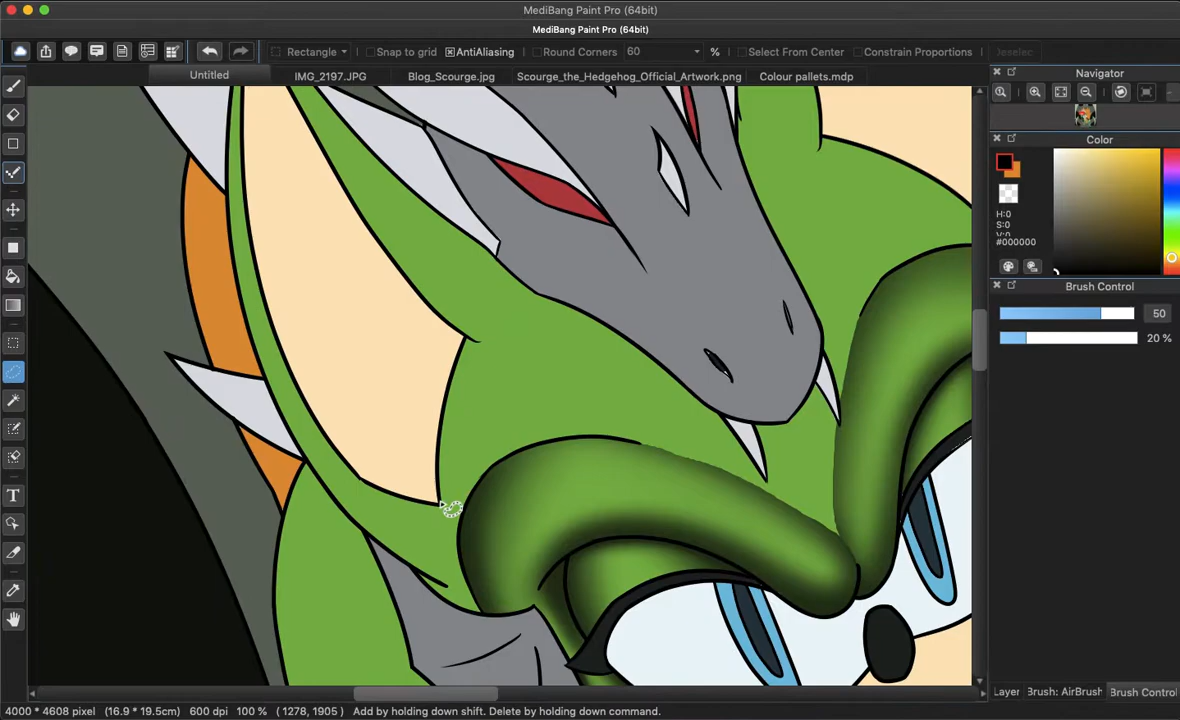 MediBang Paint Pro (64bit)
MediBang Paint Pro (64bit)
Rectangle Snap to grid AntiAliasing Round Corners 60 % Select From Center Constrain Proportions Deselec
Untitled IMG_2197.JPG Blog_Scourge.jpg Scourge_the_Hedgehog_Official_Artwork.png Colour pallets.mdp
Navigator
Color
H:0
S:0
V:0
#000000
Brush Control
50
20 %
T
Layer Brush: AirBrush Brush Control
4000 * 4608 pixel (16.9 * 19.5cm) 600 dpi 100 % ( 1278, 1905 ) Add by holding down shift. Delete by holding down command.